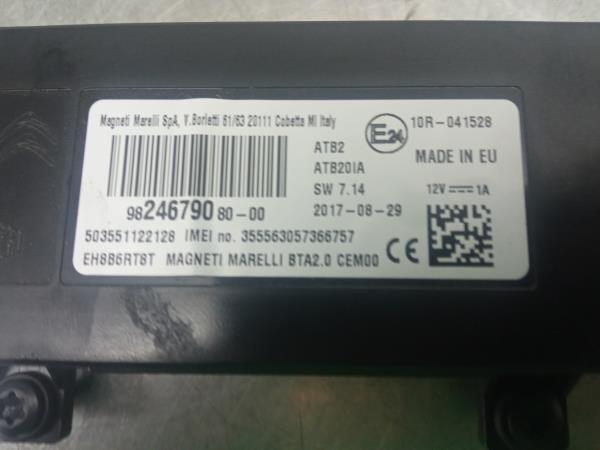 Magneti Marelli SpA, V.Borletti 61/63 20111 Corbetta MI Italy
E24
10R-041528
ATB2
ATB20IA
MADE IN EU
SW 7.14
12V 1A
9824679080-00
2017-08-29
503551122128 IMEI no. 355563057366757
CE
EH8B6RT8T MAGNETI MARELLI BTA2.0 CEM00